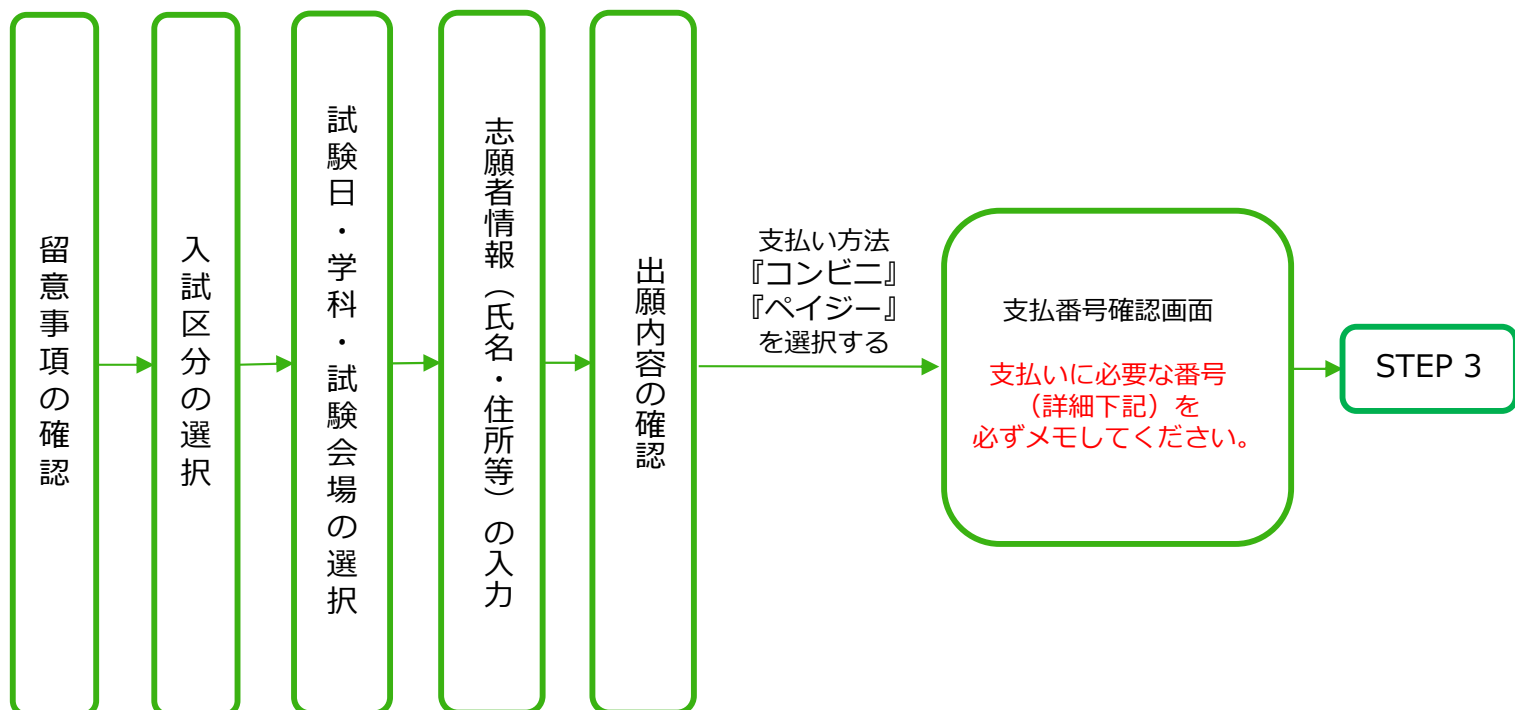 留意事項の確認
入試区分の選択
試験日・学科・試験会場の選択
志願者情報（氏名・住所等）の入力
出願内容の確認
支払い方法
『コンビニ』
『ペイジー』
を選択する
支払番号確認画面
支払いに必要な番号
（詳細下記）を
必ずメモしてください。
STEP 3